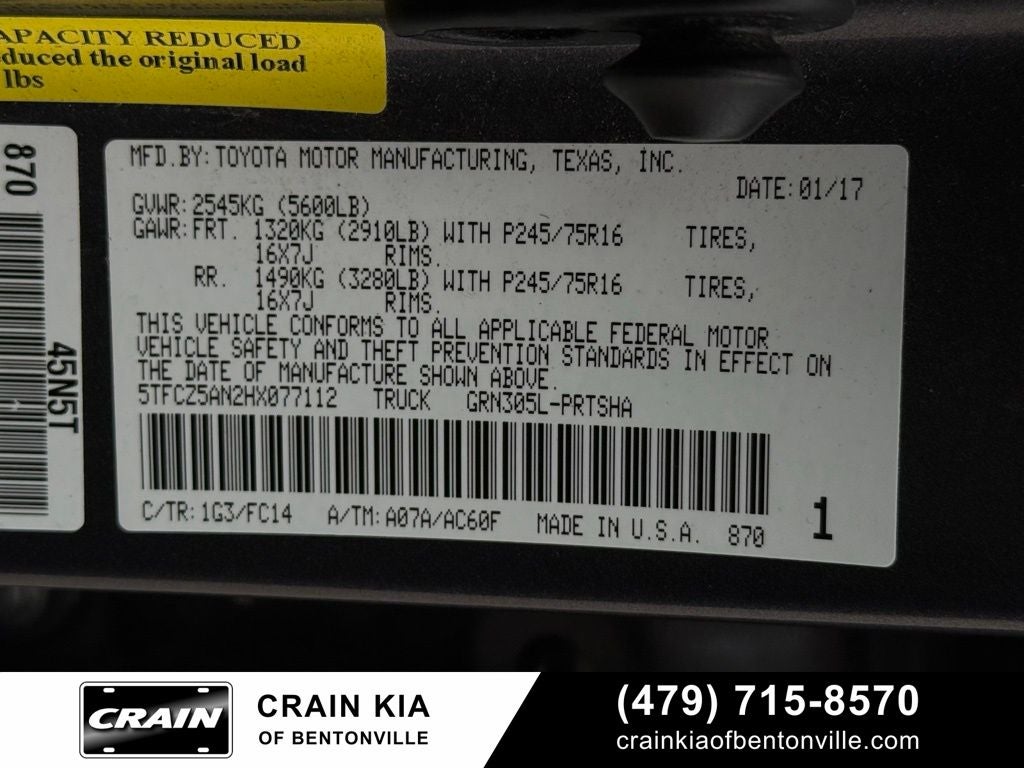 APACITY REDUCED
duced the original load
lbs
870
45N5T
MFD.BY:TOYOTA MOTOR MANUFACTURING, TEXAS, INC.
DATE:01/17
GVWR:2545KG (5600LB)
GAWR:FRT. 1320KG (2910LB) WITH P245/75R16 TIRES,
16X7J RIMS.
RR. 1490KG (3280LB) WITH P245/75R16 TIRES,
16X7J RIMS.
THIS VEHICLE CONFORMS TO ALL APPLICABLE FEDERAL MOTOR
VEHICLE SAFETY AND THEFT PREVENTION STANDARDS IN EFFECT ON
THE DATE OF MANUFACTURE SHOWN ABOVE.
5TFCZ5AN2HX077112 TRUCK GRN305L-PRTSHA
C/TR:1G3/FC14 A/TM:A07A/AC60F MADE IN U.S.A. 870
1
CRAIN
CRAIN KIA
OF BENTONVILLE
(479) 715-8570
crainkiaofbentonville.com